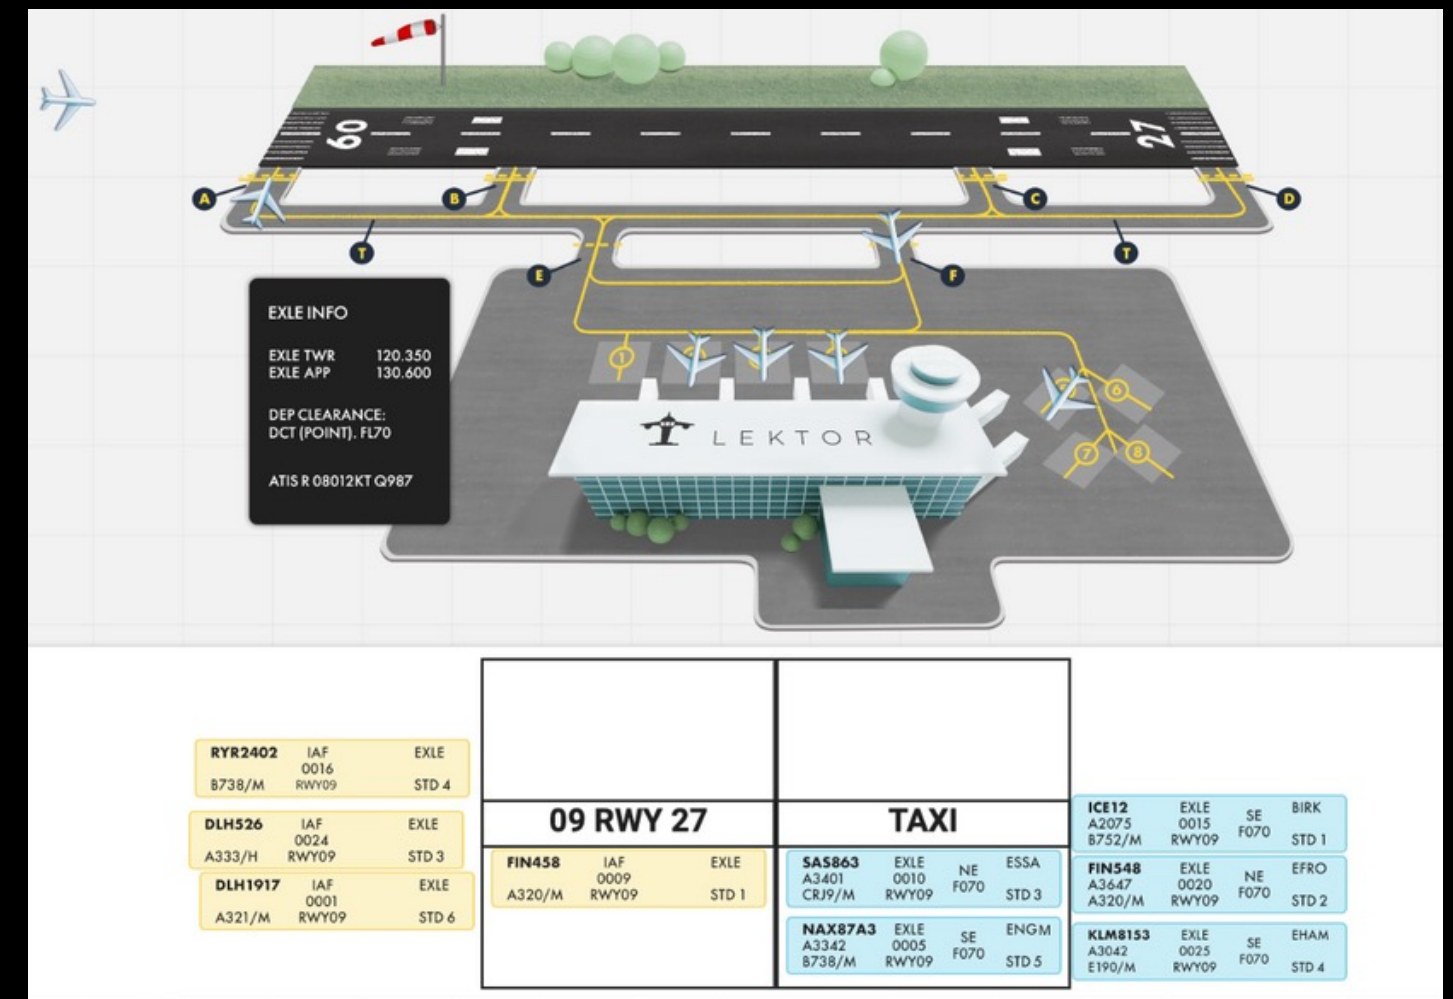 60
27
A
B
C
D
T
T
E
F
EXLE INFO
EXLE TWR 120.350
EXLE APP 130.600
DEP CLEARANCE:
DCT (POINT). FL70
ATIS R 08012KT Q987
1
6
7
8
LEKTOR
09 RWY 27
TAXI
RYR2402 IAF EXLE
0016
B738/M RWY09 STD 4
DLH526 IAF EXLE
0024
A333/H RWY09 STD 3
DLH1917 IAF EXLE
0001
A321/M RWY09 STD 6
FIN458 IAF EXLE
0009
A320/M RWY09 STD 1
SAS863 EXLE NE ESSA
A3401 0010 F070
CRJ9/M RWY09 STD 3
NAX87A3 EXLE SE ENGM
A3342 0005 F070
B738/M RWY09 STD 5
ICE12 EXLE SE BIRK
A2075 0015 F070
B752/M RWY09 STD 1
FIN548 EXLE NE EFRO
A3647 0020 F070
A320/M RWY09 STD 2
KLM8153 EXLE SE EHAM
A3042 0025 F070
E190/M RWY09 STD 4